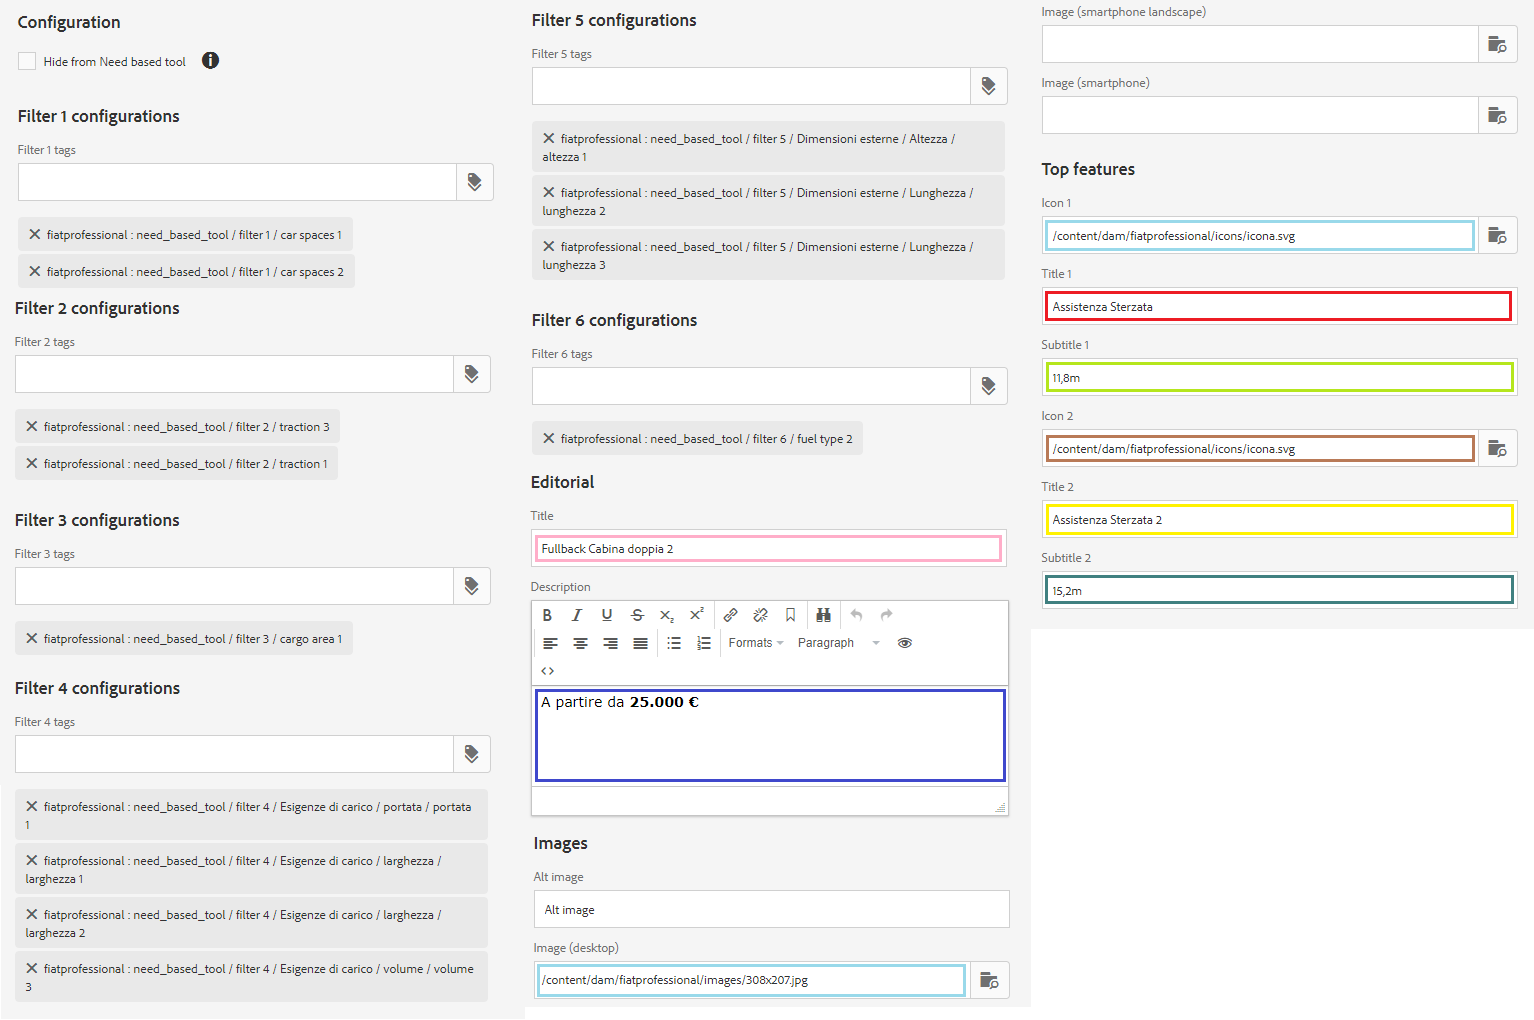 Configuration
Hide from Need based tool
Filter 1 configurations
Filter 1 tags
fiatprofessional : need_based_tool / filter 1 / car spaces 1
fiatprofessional : need_based_tool / filter 1 / car spaces 2
Filter 2 configurations
Filter 2 tags
fiatprofessional : need_based_tool / filter 2 / traction 3
fiatprofessional : need_based_tool / filter 2 / traction 1
Filter 3 configurations
Filter 3 tags
fiatprofessional : need_based_tool / filter 3 / cargo area 1
Filter 4 configurations
Filter 4 tags
fiatprofessional : need_based_tool / filter 4 / Esigenze di carico / portata / portata
1
fiatprofessional : need_based_tool / filter 4 / Esigenze di carico / larghezza /
larghezza 1
fiatprofessional : need_based_tool / filter 4 / Esigenze di carico / larghezza /
larghezza 2
fiatprofessional : need_based_tool / filter 4 / Esigenze di carico / volume / volume
3
Filter 5 configurations
Filter 5 tags
fiatprofessional : need_based_tool / filter 5 / Dimensioni esterne / Altezza /
altezza 1
fiatprofessional : need_based_tool / filter 5 / Dimensioni esterne / Lunghezza /
lunghezza 2
fiatprofessional : need_based_tool / filter 5 / Dimensioni esterne / Lunghezza /
lunghezza 3
Filter 6 configurations
Filter 6 tags
fiatprofessional : need_based_tool / filter 6 / fuel type 2
Editorial
Title
Fullback Cabina doppia 2
Description
Formats Paragraph
A partire da 25.000 €
Images
Alt image
Alt image
Image (desktop)
/content/dam/fiatprofessional/images/308x207.jpg
Image (smartphone landscape)
Image (smartphone)
Top features
Icon 1
/content/dam/fiatprofessional/icons/icona.svg
Title 1
Assistenza Sterzata
Subtitle 1
11,8m
Icon 2
/content/dam/fiatprofessional/icons/icona.svg
Title 2
Assistenza Sterzata 2
Subtitle 2
15,2m